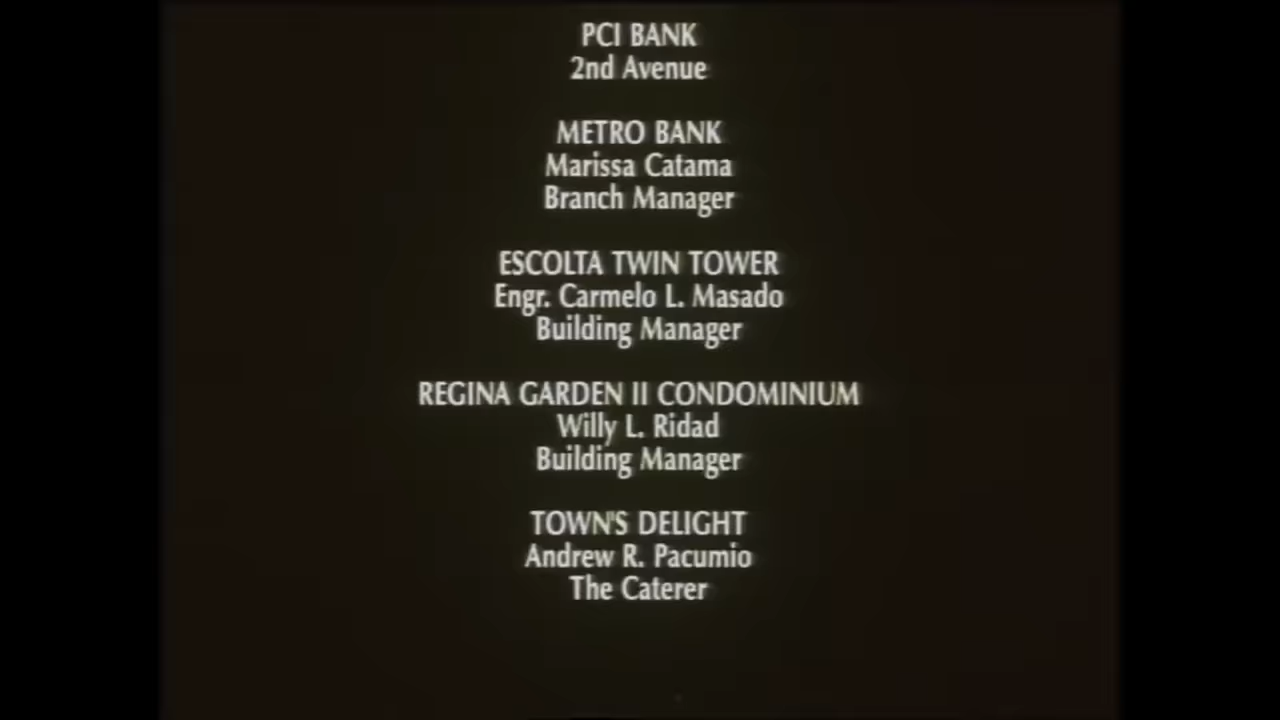 PCI BANK
2nd Avenue
METRO BANK
Marissa Catama
Branch Manager
ESCOLTA TWIN TOWER
Engr. Carmelo L. Masado
Building Manager
REGINA GARDEN II CONDOMINIUM
Willy L. Ridad
Building Manager
TOWN'S DELIGHT
Andrew R. Pacumio
The Caterer